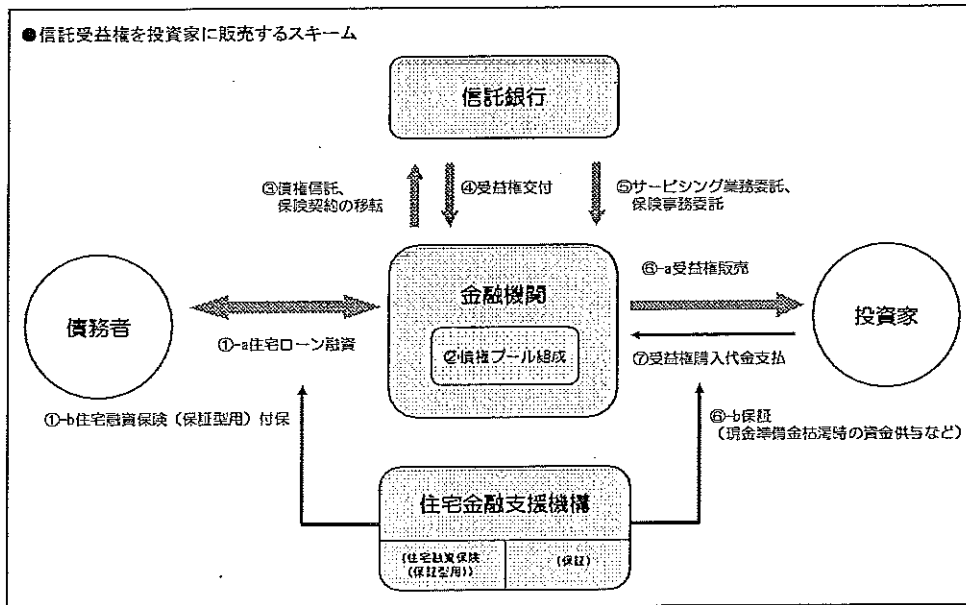 ●信託受益権を投資家に販売するスキーム
信託銀行
③債権信託、
保険契約の移転
④受益権交付
⑤サービシング業務委託、
保険事務委託
債務者
①-a住宅ローン融資
金融機関
②債権プール組成
⑥-a受益権販売
⑦受益権購入代金支払
投資家
①-b住宅融資保険（保証型用）付保
⑥-b保証
（現金準備金枯渇時の資金供与など）
住宅金融支援機構
(住宅融資保険
(保証型用))
(保証)